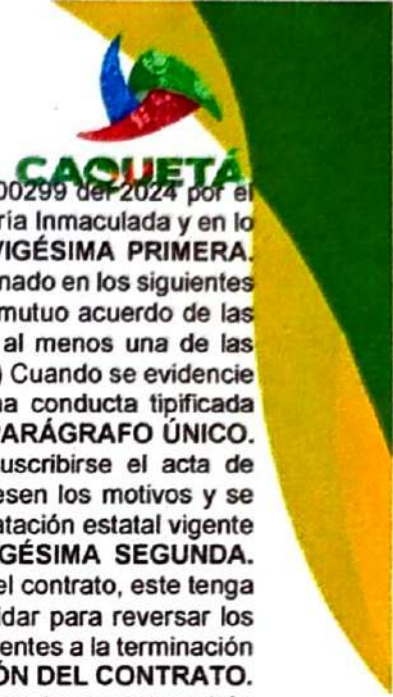 CAQUETÁ
00299 del 2024 por el
ría Inmaculada y en lo
VIGÉSIMA PRIMERA.
nado en los siguientes
mutuo acuerdo de las
al menos una de las
) Cuando se evidencie
na conducta tipificada
PARÁGRAFO ÚNICO.
uscribirse el acta de
esen los motivos y se
atación estatal vigente
GÉSIMA SEGUNDA.
el contrato, este tenga
idar para reversar los
entes a la terminación
ÓN DEL CONTRATO.